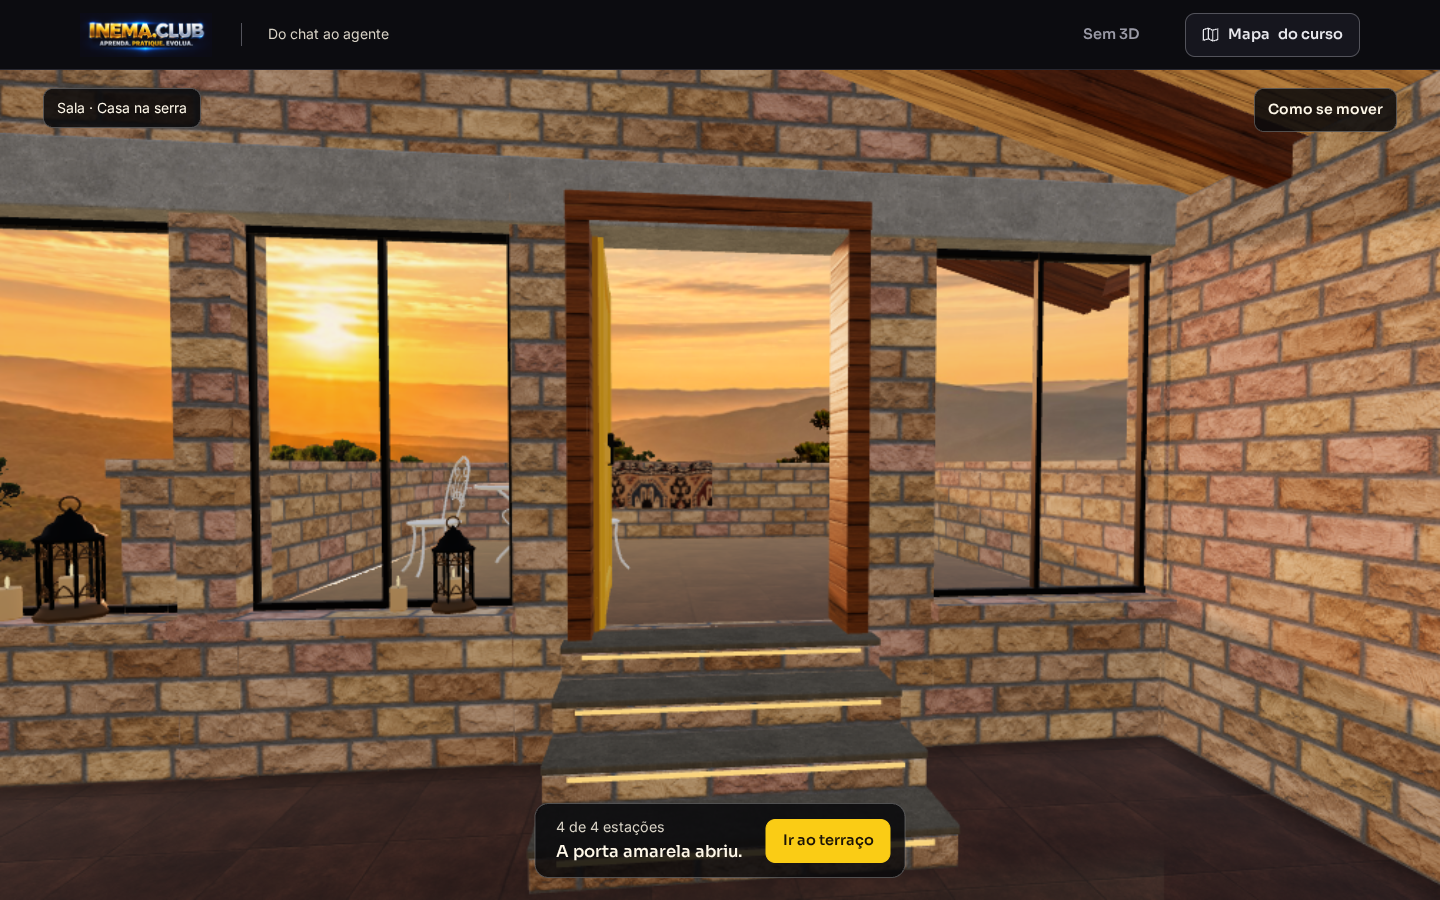 INEMA.CLUB
APRENDA. PRATIQUE. EVOLUA.
Do chat ao agente
Sem 3D
Mapa do curso
Sala · Casa na serra
Como se mover
4 de 4 estações
A porta amarela abriu.
Ir ao terraço